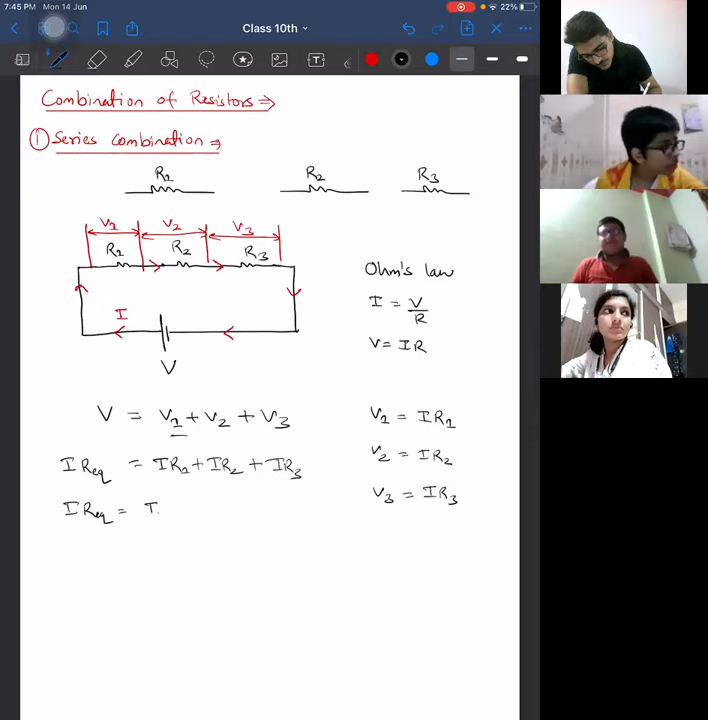 7:45 PM Mon 14 Jun
22%
Class 10th
Combination of Resistors ⇒
① Series combination ⇒
R₁ R₂ R₃
V₁ V₂ V₃
R₁ R₂ R₃
I
V
Ohm's law
I = V/R
V = IR
V = V₁ + V₂ + V₃
I Req = IR₁ + IR₂ + IR₃
I Req = I
V₁ = IR₁
V₂ = IR₂
V₃ = IR₃